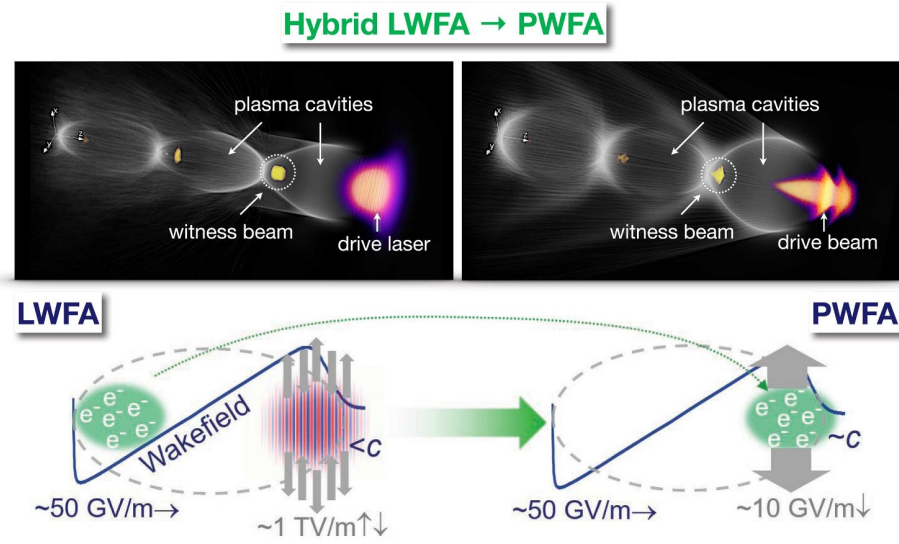 Hybrid LWFA → PWFA
x
z
y
plasma cavities
witness beam
drive laser
x
z
y
plasma cavities
witness beam
drive beam
LWFA
PWFA
e⁻ e⁻ e⁻
e⁻ e⁻
e⁻ e⁻
Wakefield
<c
~50 GV/m→
~1 TV/m↑↓
e⁻ e⁻ e⁻
e⁻ e⁻
e⁻ e⁻
~c
~50 GV/m→
~10 GV/m↓